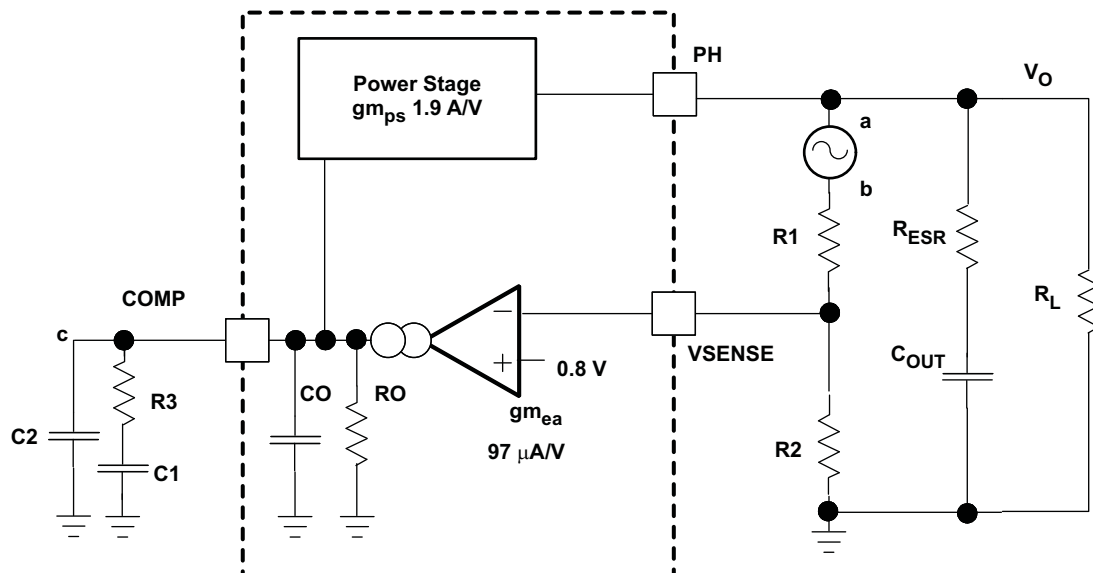 PH
Power Stage
gmps 1.9 A/V
VO
a
b
R1
RESR
RL
COMP
c
VSENSE
0.8 V
COUT
R3
CO
RO
gmea
97 μA/V
C2
C1
R2